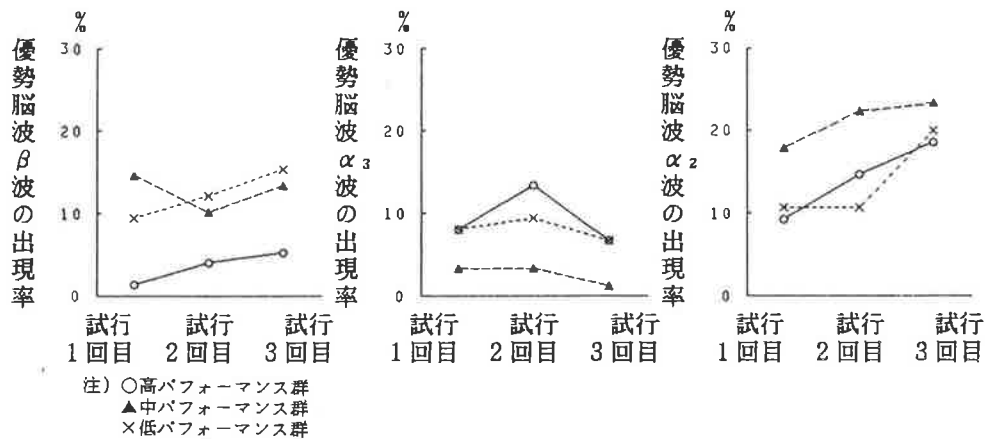 %
30
20
10
0
優勢脳波β波の出現率
試行 試行 試行
1回目 2回目 3回目
%
30
20
10
0
優勢脳波α₃波の出現率
試行 試行 試行
1回目 2回目 3回目
%
30
20
10
0
優勢脳波α₂波の出現率
試行 試行 試行
1回目 2回目 3回目
注) ○高パフォーマンス群
▲中パフォーマンス群
×低パフォーマンス群